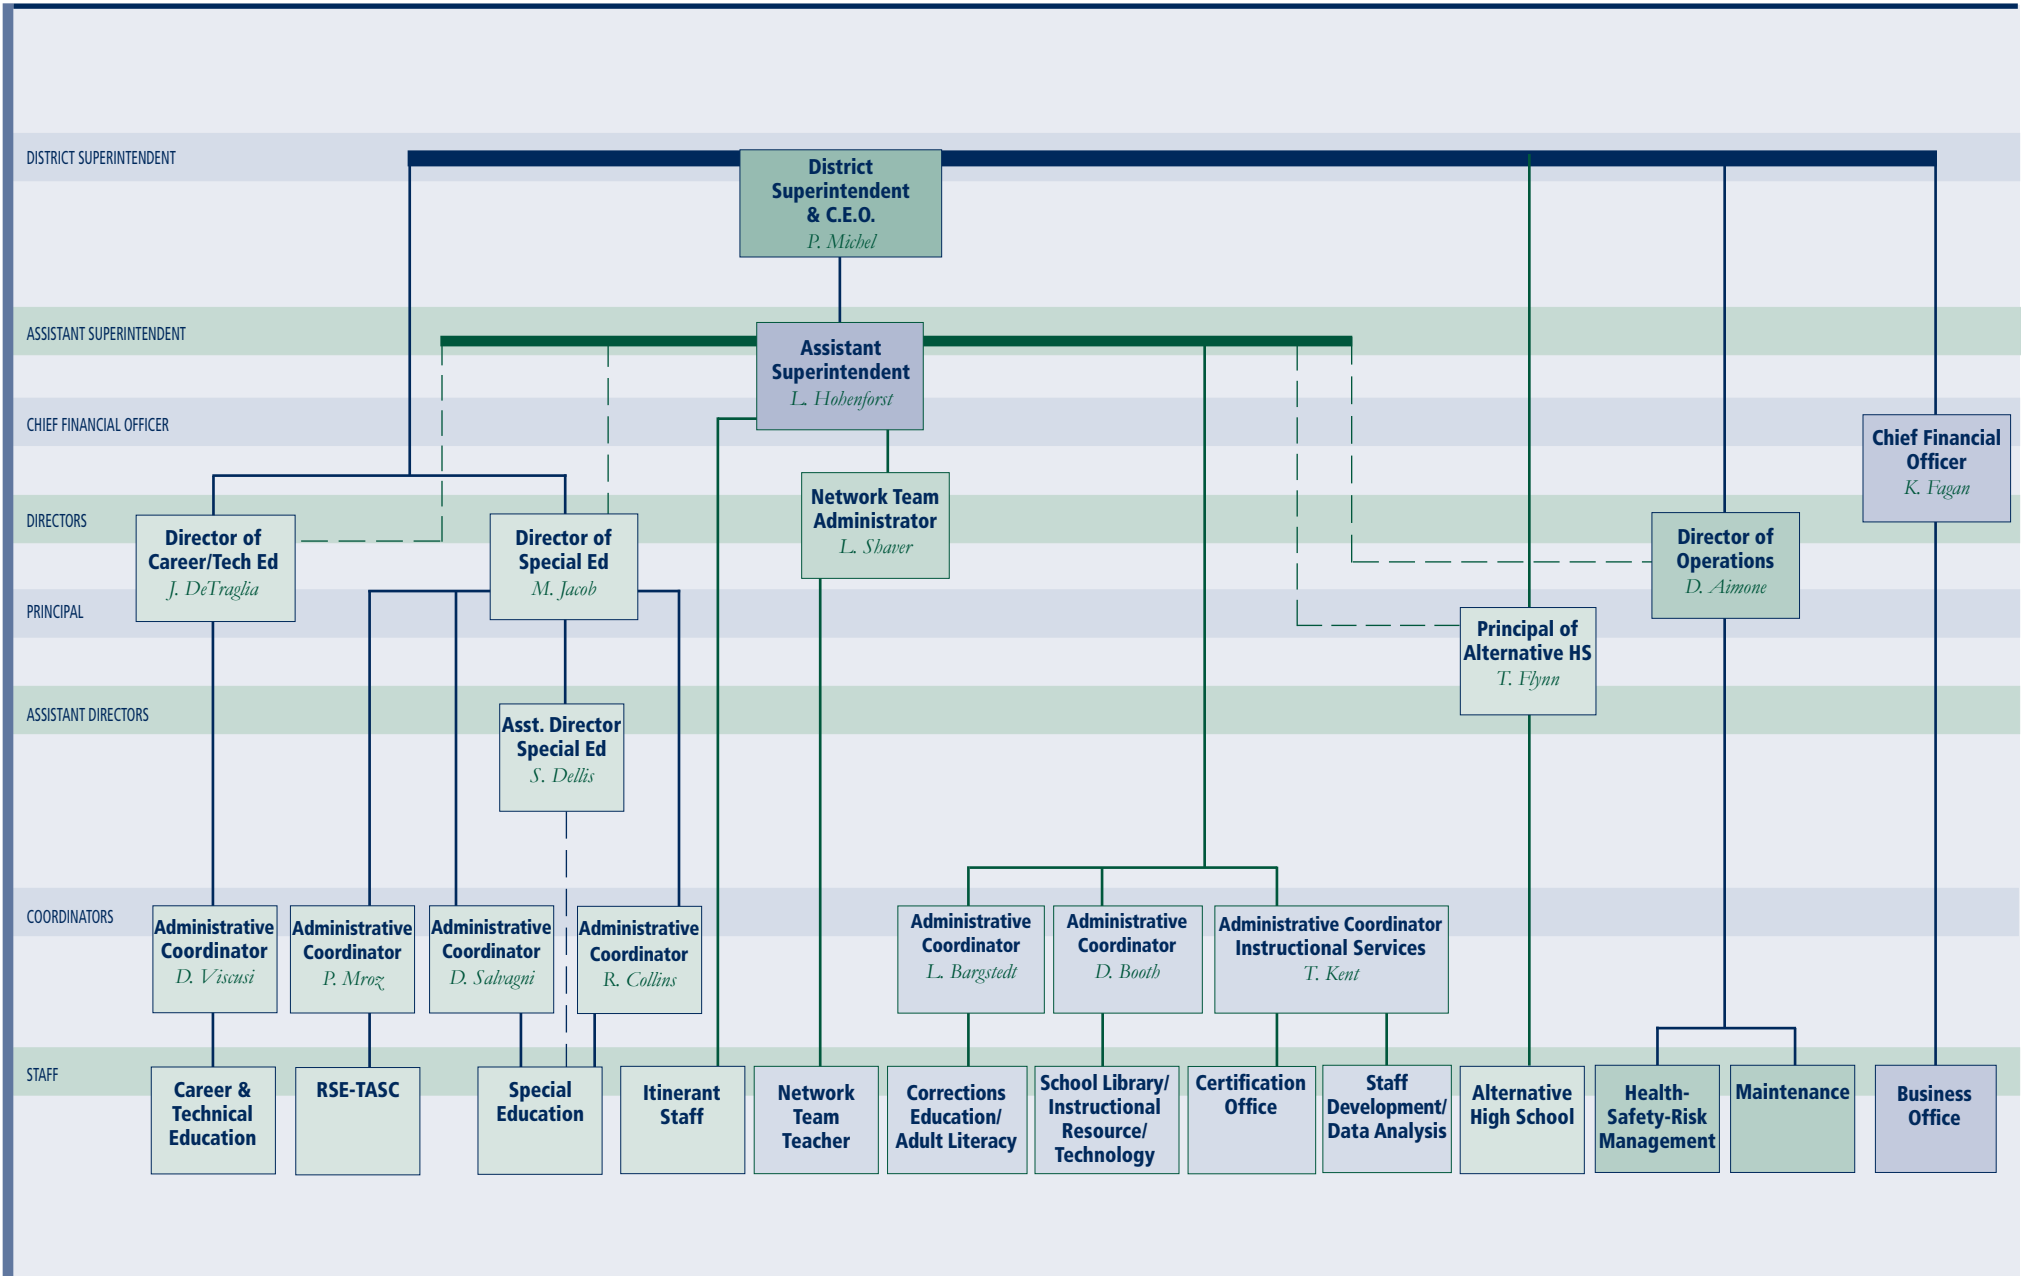 DISTRICT SUPERINTENDENT
District
Superintendent
& C.E.O.
P. Michel
ASSISTANT SUPERINTENDENT
Assistant
Superintendent
L. Hohenforst
CHIEF FINANCIAL OFFICER
Chief Financial
Officer
K. Fagan
DIRECTORS
Director of
Career/Tech Ed
J. DeTraglia
Director of
Special Ed
M. Jacob
Network Team
Administrator
L. Shaver
Director of
Operations
D. Aimone
PRINCIPAL
Principal of
Alternative HS
T. Flynn
ASSISTANT DIRECTORS
Asst. Director
Special Ed
S. Dellis
COORDINATORS
Administrative
Coordinator
D. Viscusi
Administrative
Coordinator
P. Mroz
Administrative
Coordinator
D. Salvagni
Administrative
Coordinator
R. Collins
Administrative
Coordinator
L. Bargstedt
Administrative
Coordinator
D. Booth
Administrative Coordinator
Instructional Services
T. Kent
STAFF
Career &
Technical
Education
RSE-TASC
Special
Education
Itinerant
Staff
Network
Team
Teacher
Corrections
Education/
Adult Literacy
School Library/
Instructional
Resource/
Technology
Certification
Office
Staff
Development/
Data Analysis
Alternative
High School
Health-
Safety-Risk
Management
Maintenance
Business
Office